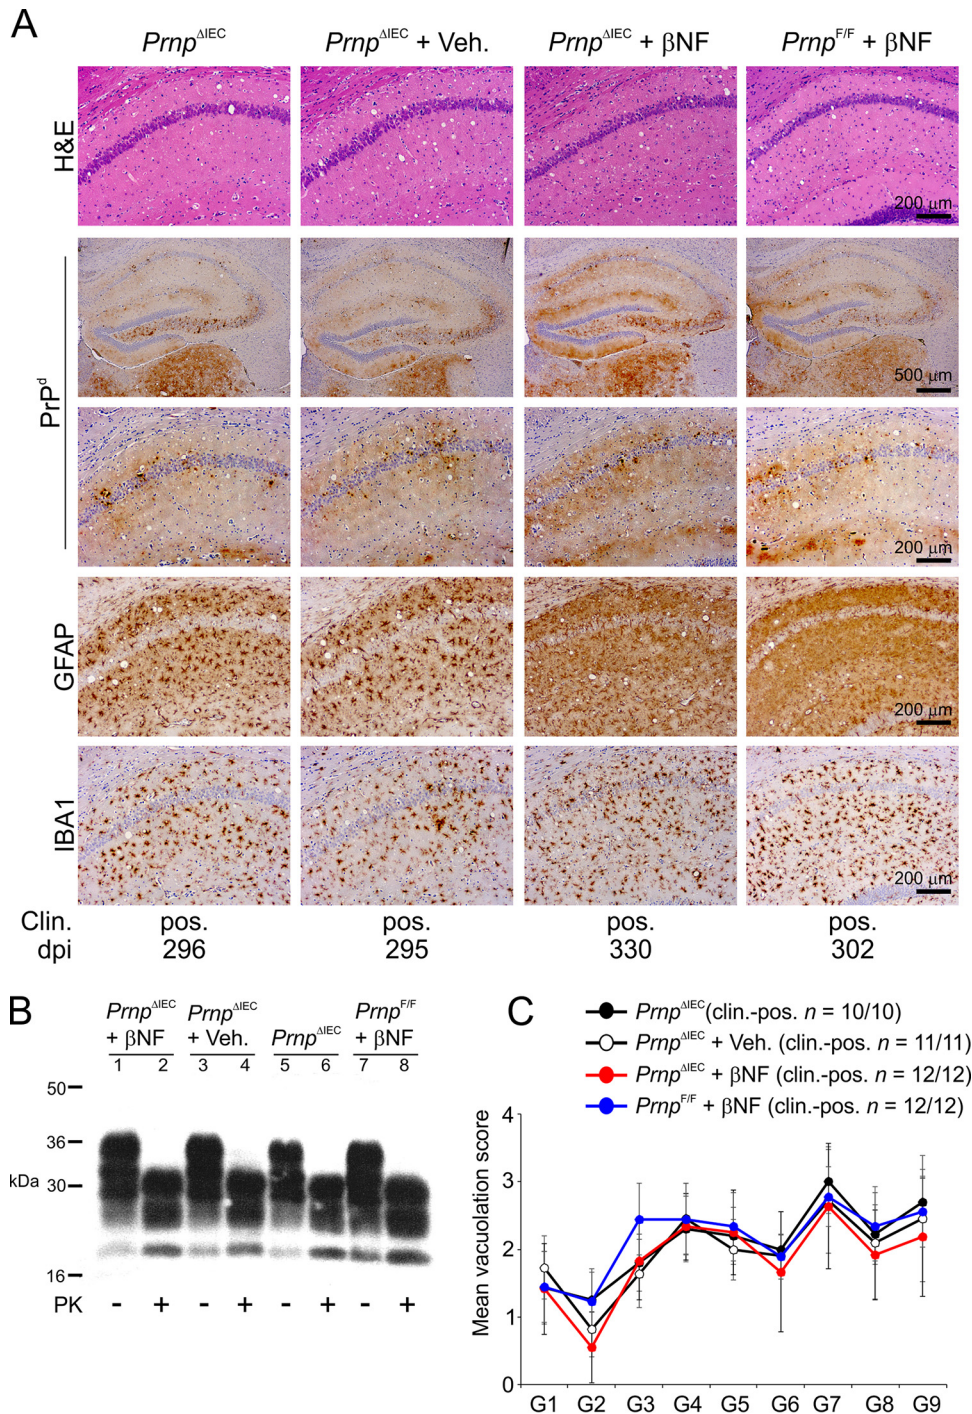 A
Prnp^ΔIEC Prnp^ΔIEC + Veh. Prnp^ΔIEC + βNF Prnp^F/F + βNF
H&E
200 μm
PrP^d
500 μm
200 μm
GFAP
200 μm
IBA1
200 μm
Clin. pos. pos. pos. pos.
dpi 296 295 330 302
B
Prnp^ΔIEC Prnp^ΔIEC Prnp^F/F
+ βNF + Veh. Prnp^ΔIEC + βNF
1 2 3 4 5 6 7 8
50
36
kDa 30
16
PK - + - + - + - +
C
Prnp^ΔIEC (clin.-pos. n = 10/10)
Prnp^ΔIEC + Veh. (clin.-pos. n = 11/11)
Prnp^ΔIEC + βNF (clin.-pos. n = 12/12)
Prnp^F/F + βNF (clin.-pos. n = 12/12)
Mean vacuolation score
4
3
2
1
0
G1 G2 G3 G4 G5 G6 G7 G8 G9